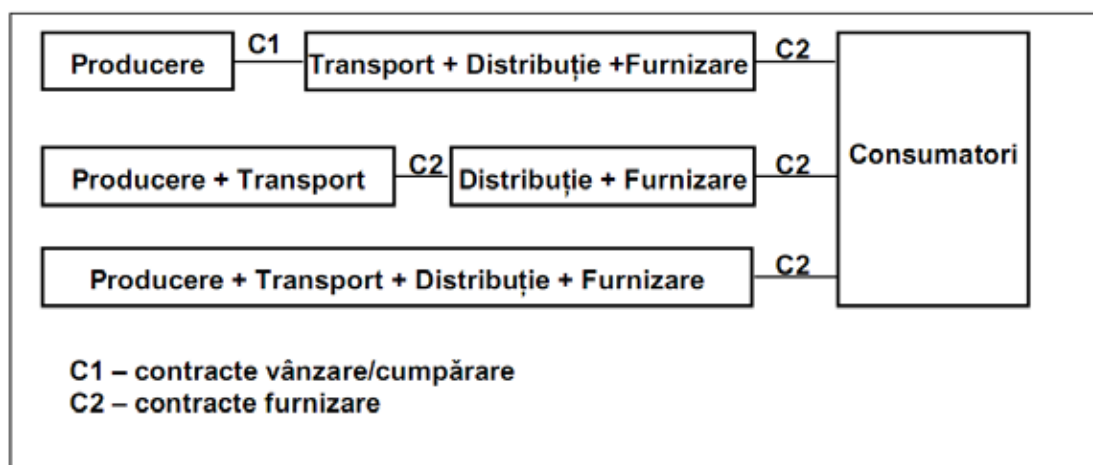 C1
C2
Producere
Transport + Distribuție +Furnizare
Consumatori
C2
C2
Producere + Transport
Distribuție + Furnizare
C2
Producere + Transport + Distribuție + Furnizare
C1 – contracte vânzare/cumpărare
C2 – contracte furnizare